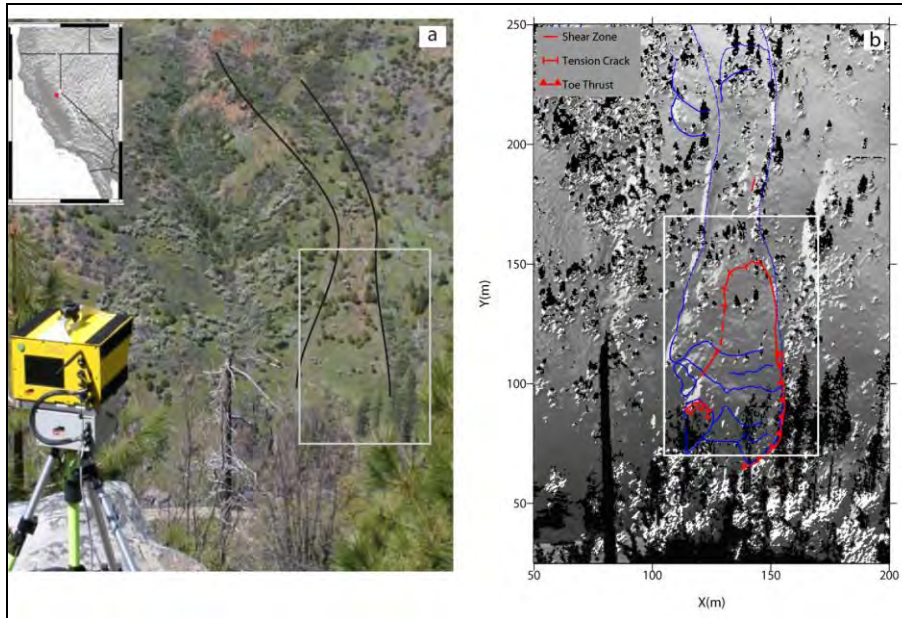 a
b
Shear Zone
Tension Crack
Toe Thrust
250
200
150
100
50
Y(m)
50
100
150
200
X(m)